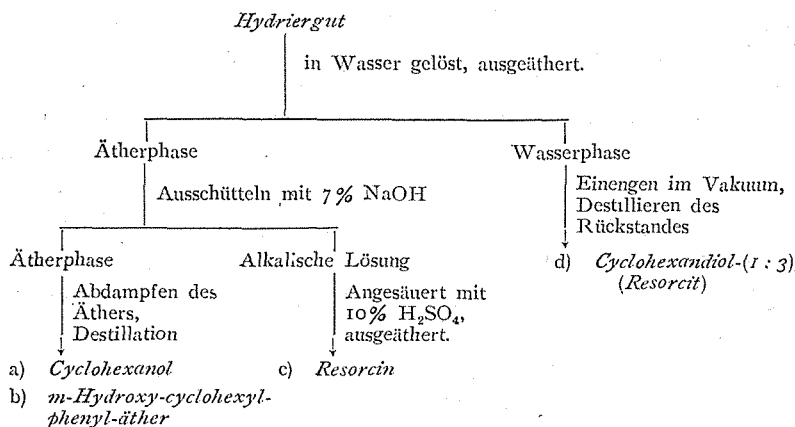 Hydriergut
in Wasser gelöst, ausgeäthert.
Ätherphase
Wasserphase
Ausschütteln mit 7% NaOH
Einengen im Vakuum,
Destillieren des
Rückstandes
Ätherphase
Alkalische Lösung
d) Cyclohexandiol-(1 : 3)
(Resorcit)
Abdampfen des
Äthers,
Destillation
Angesäuert mit
10% H₂SO₄,
ausgeäthert.
a) Cyclohexanol
c) Resorcin
b) m-Hydroxy-cyclohexyl-
phenyl-äther